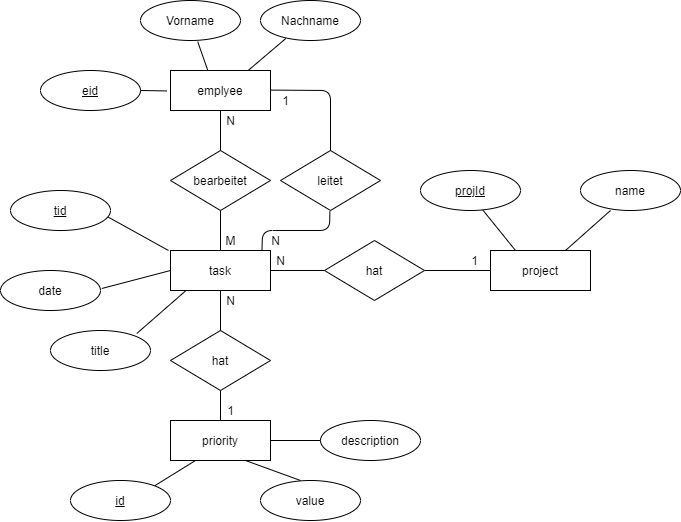 Vorname
Nachname
eid
emplyee
1
N
bearbeitet
leitet
projId
name
tid
M
N
task
N
hat
1
project
date
N
title
hat
1
priority
description
id
value